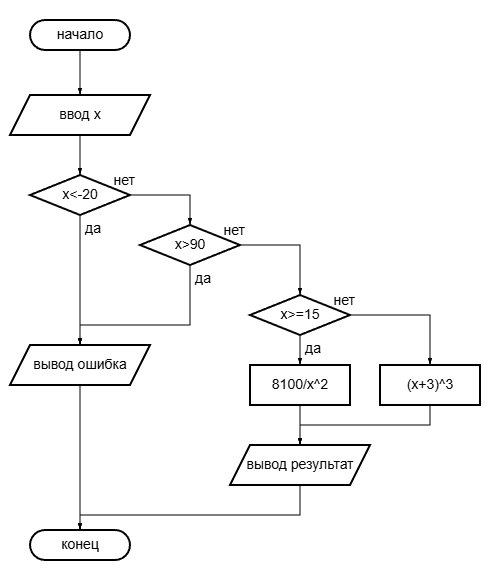 начало
ввод x
x<-20
нет
да
x>90
нет
да
x>=15
нет
да
вывод ошибка
8100/x^2
(x+3)^3
вывод результат
конец